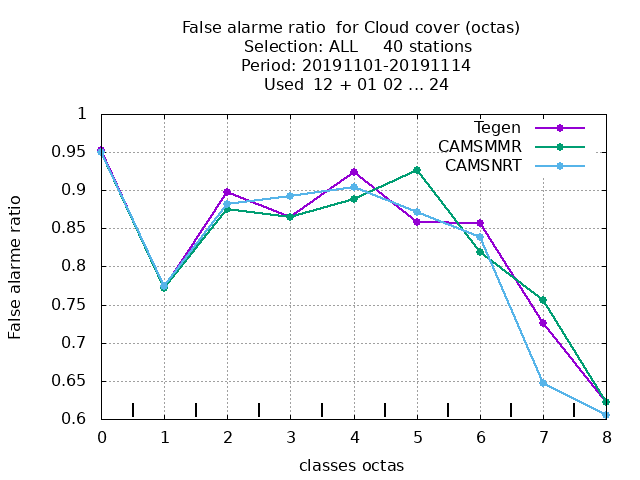 False alarme ratio  for Cloud cover (octas)
Selection: ALL     40 stations
Period: 20191101-20191114
Used  12 + 01 02 ... 24
Tegen
CAMSMMR
CAMSNRT
False alarme ratio
1
0.95
0.9
0.85
0.8
0.75
0.7
0.65
0.6
0 1 2 3 4 5 6 7 8
classes octas